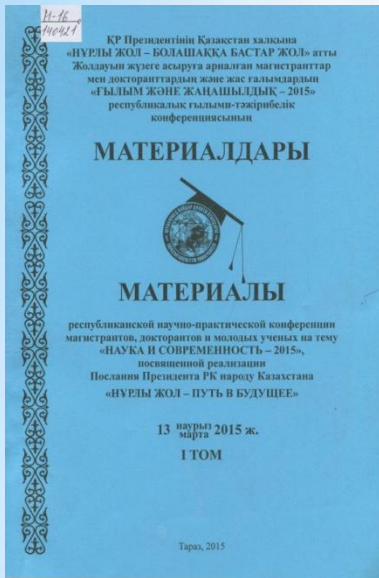 М-16
140421
ҚР Президентінің Қазақстан халқына
«НҰРЛЫ ЖОЛ – БОЛАШАҚҚА БАСТАР ЖОЛ» атты
Жолдауын жүзеге асыруға арналған магистранттар
мен докторанттардың және жас ғалымдардың
«ҒЫЛЫМ ЖӘНЕ ЖАҢАШЫЛДЫҚ – 2015»
республикалық ғылыми-тәжірибелік
конференциясының
МАТЕРИАЛДАРЫ
МАТЕРИАЛЫ
республиканской научно-практической конференции
магистрантов, докторантов и молодых ученых на тему
«НАУКА И СОВРЕМЕННОСТЬ – 2015»,
посвященной реализации
Послания Президента РК народу Казахстана
«НҰРЛЫ ЖОЛ – ПУТЬ В БУДУЩЕЕ»
13 наурыз марта 2015 ж.
I ТОМ
Тараз, 2015